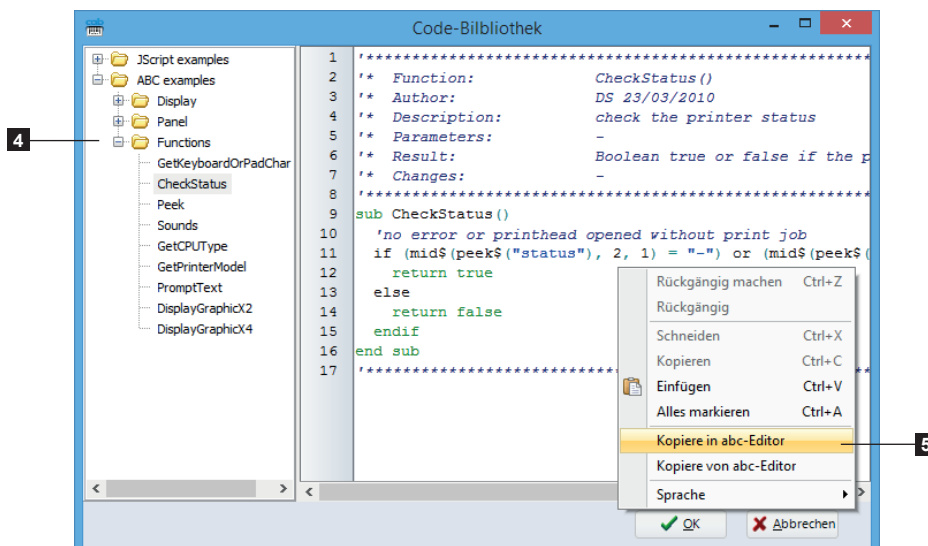 cab
Code-Bilbliothek
JScript examples
ABC examples
Display
Panel
4
Functions
GetKeyboardOrPadChar
CheckStatus
Peek
Sounds
GetCPUType
GetPrinterModel
PromptText
DisplayGraphicX2
DisplayGraphicX4
1 '********************************************************
2 '* Function: CheckStatus()
3 '* Author: DS 23/03/2010
4 '* Description: check the printer status
5 '* Parameters: -
6 '* Result: Boolean true or false if the p
7 '* Changes: -
8 '********************************************************
9 sub CheckStatus()
10 'no error or printhead opened without print job
11 if (mid$(peek$("status"), 2, 1) = "-") or (mid$(peek$(
12 return true
13 else
14 return false
15 endif
16 end sub
17 '********************************************************
Rückgängig machen Ctrl+Z
Rückgängig
Schneiden Ctrl+X
Kopieren Ctrl+C
Einfügen Ctrl+V
Alles markieren Ctrl+A
Kopiere in abc-Editor
5
Kopiere von abc-Editor
Sprache
OK
Abbrechen